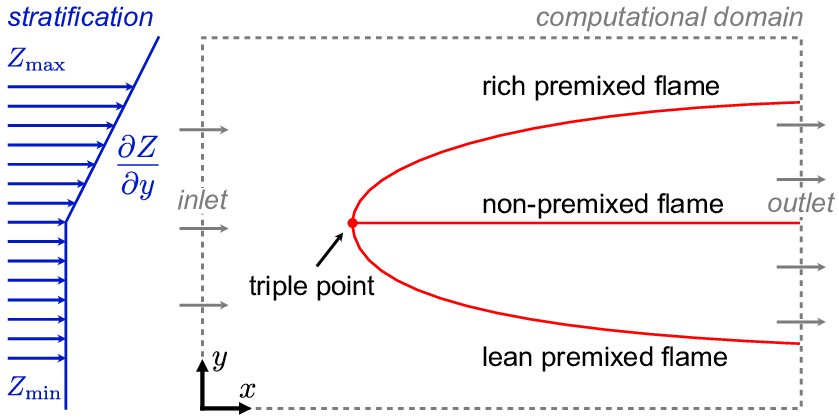 stratification
computational domain
Z_max
rich premixed flame
∂Z
∂y
inlet
non-premixed flame
outlet
triple point
y
lean premixed flame
Z_min
x